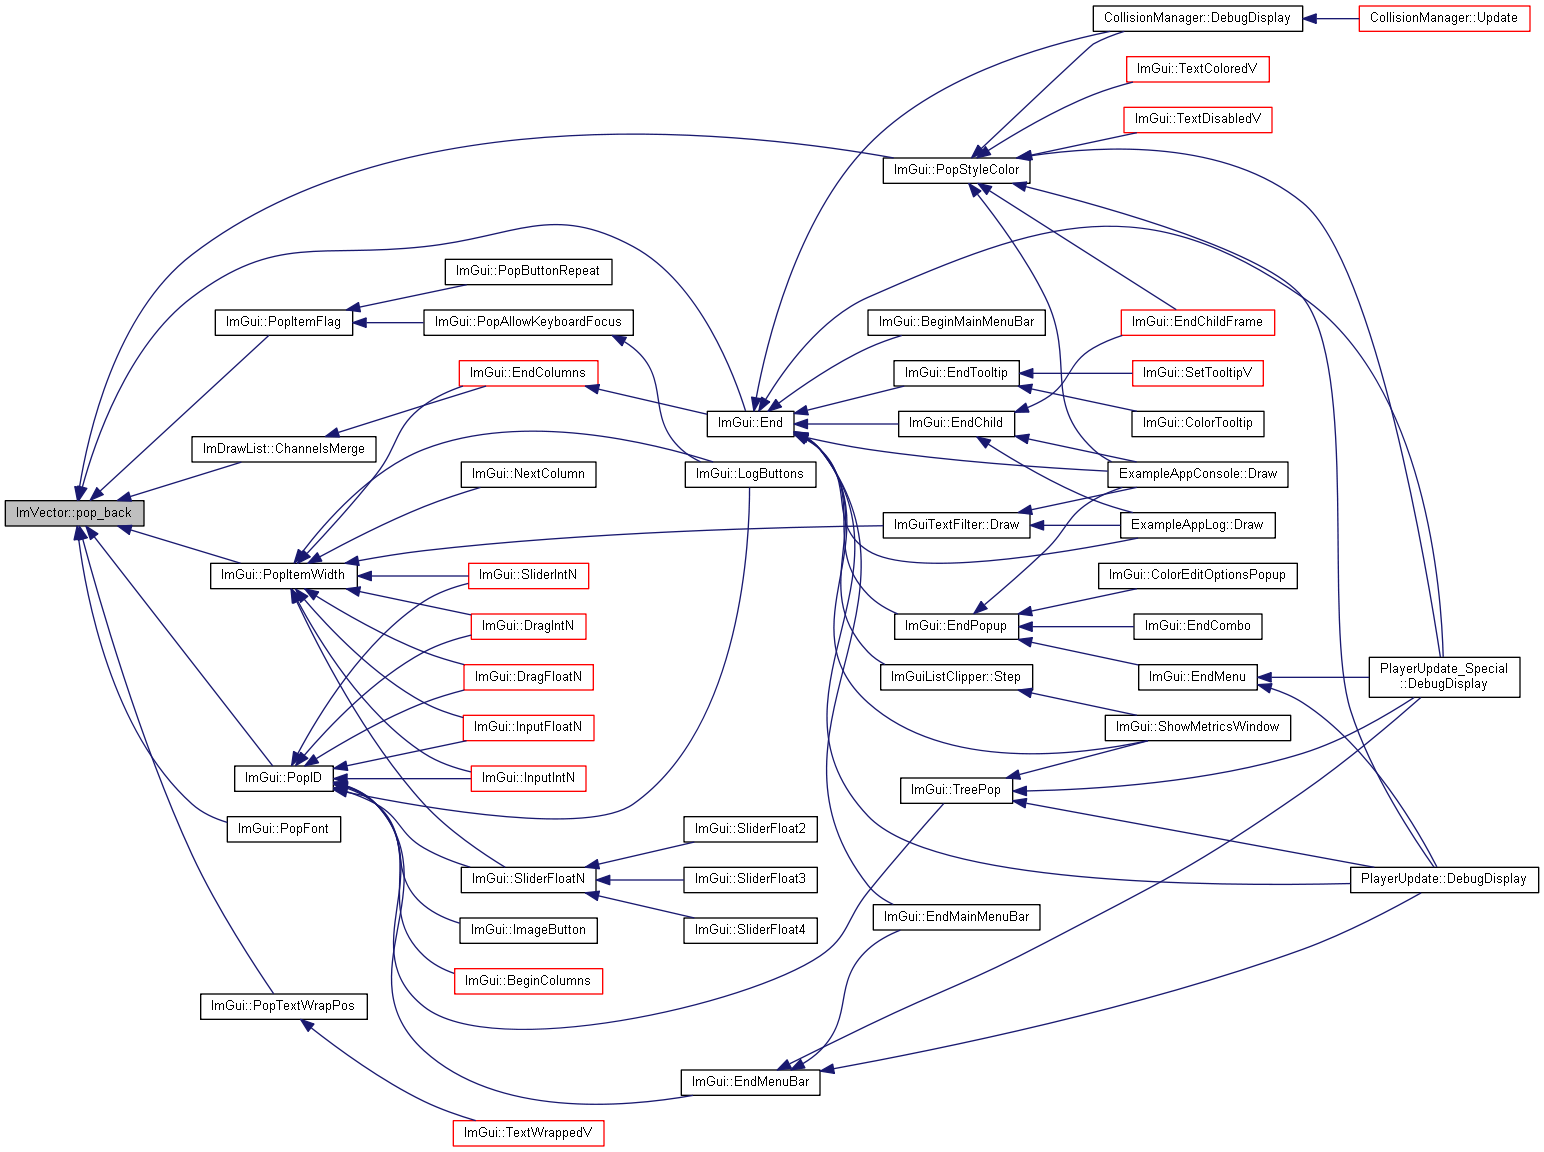 CollisionManager::DebugDisplay
CollisionManager::Update
ImGui::TextColoredV
ImGui::TextDisabledV
ImGui::PopStyleColor
ImGui::PopButtonRepeat
ImGui::PopItemFlag
ImGui::PopAllowKeyboardFocus
ImGui::BeginMainMenuBar
ImGui::EndChildFrame
ImGui::EndColumns
ImGui::EndTooltip
ImGui::SetTooltipV
ImGui::End
ImGui::EndChild
ImGui::ColorTooltip
ImDrawList::ChannelsMerge
ImGui::NextColumn
ImGui::LogButtons
ExampleAppConsole::Draw
ImVector::pop_back
ImGuiTextFilter::Draw
ExampleAppLog::Draw
ImGui::PopItemWidth
ImGui::SliderIntN
ImGui::ColorEditOptionsPopup
ImGui::DragIntN
ImGui::EndPopup
ImGui::EndCombo
ImGui::DragFloatN
ImGuiListClipper::Step
ImGui::EndMenu
PlayerUpdate_Special
::DebugDisplay
ImGui::InputFloatN
ImGui::ShowMetricsWindow
ImGui::PopID
ImGui::InputIntN
ImGui::TreePop
ImGui::PopFont
ImGui::SliderFloat2
ImGui::SliderFloatN
ImGui::SliderFloat3
PlayerUpdate::DebugDisplay
ImGui::ImageButton
ImGui::SliderFloat4
ImGui::EndMainMenuBar
ImGui::BeginColumns
ImGui::PopTextWrapPos
ImGui::EndMenuBar
ImGui::TextWrappedV